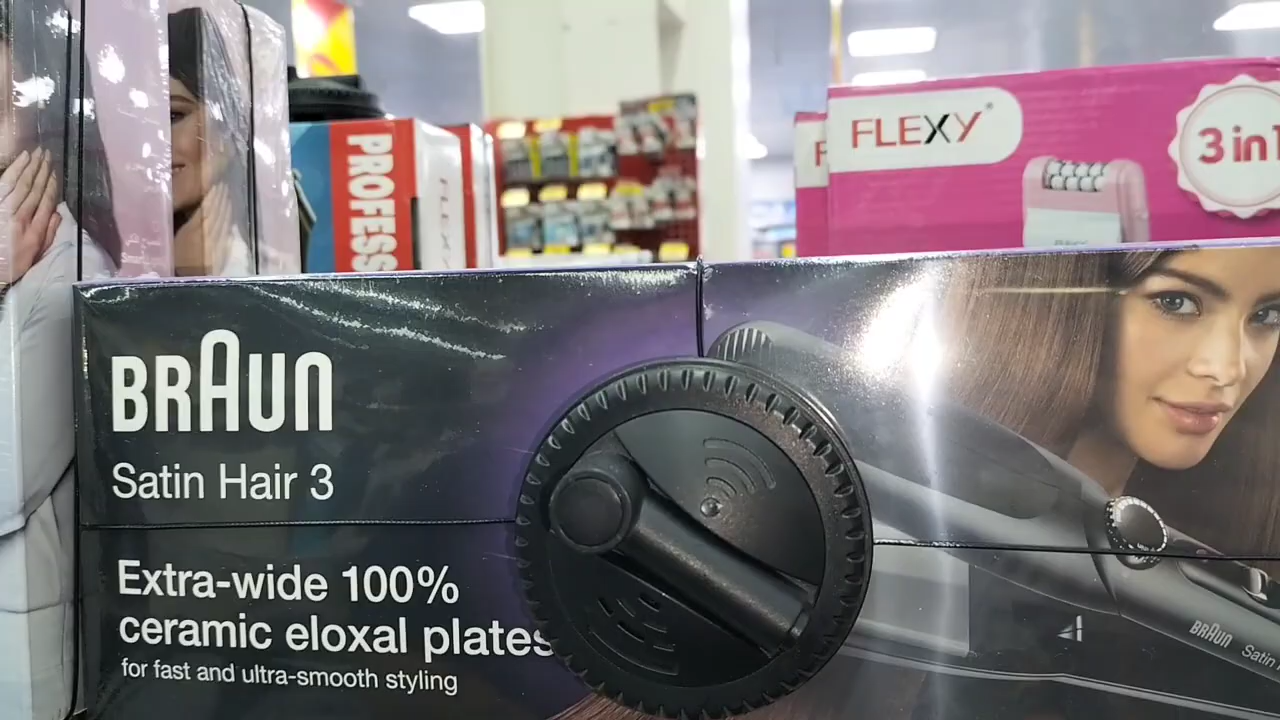 PROFESS
FLEXY
3 in 1
BRAUN
Satin Hair 3
Extra-wide 100%
ceramic eloxal plates
for fast and ultra-smooth styling
BRAUN Satin